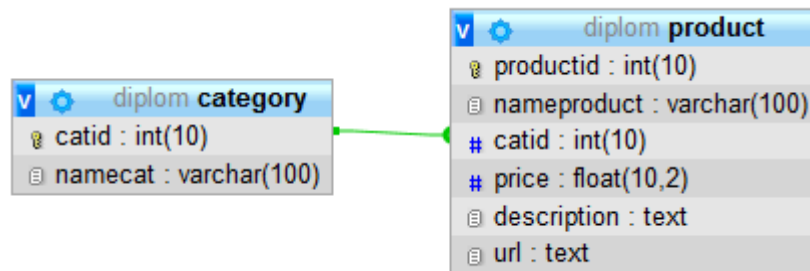 v diplom category
catid : int(10)
namecat : varchar(100)
v diplom product
productid : int(10)
nameproduct : varchar(100)
# catid : int(10)
# price : float(10,2)
description : text
url : text